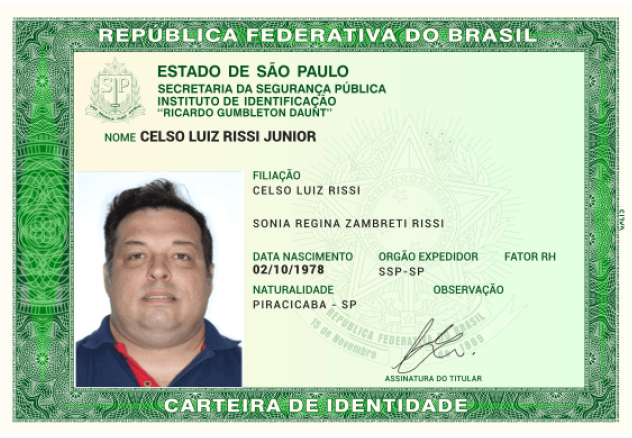 REPÚBLICA FEDERATIVA DO BRASIL
SP
ESTADO DE SÃO PAULO
SECRETARIA DA SEGURANÇA PÚBLICA
INSTITUTO DE IDENTIFICAÇÃO
"RICARDO GUMBLETON DAUNT"
NOME CELSO LUIZ RISSI JUNIOR
FILIAÇÃO
CELSO LUIZ RISSI
SONIA REGINA ZAMBRETI RISSI
DATA NASCIMENTO ORGÃO EXPEDIDOR FATOR RH
02/10/1978 SSP-SP
NATURALIDADE OBSERVAÇÃO
PIRACICABA - SP
REPUBLICA FEDERATIVA DO BRASIL
15 de Novembro
ASSINATURA DO TITULAR
CARTEIRA DE IDENTIDADE